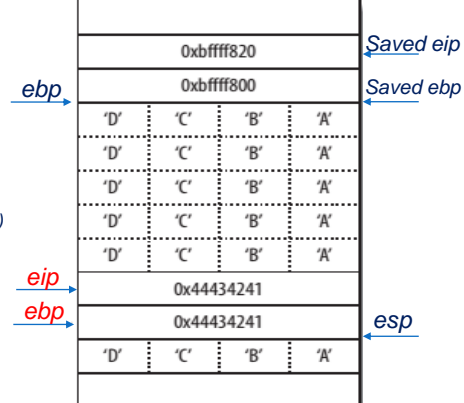 0xbffff820 Saved eip
ebp 0xbffff800 Saved ebp
'D' 'C' 'B' 'A'
'D' 'C' 'B' 'A'
'D' 'C' 'B' 'A'
'D' 'C' 'B' 'A'
)
'D' 'C' 'B' 'A'
eip 0x44434241
ebp 0x44434241 esp
'D' 'C' 'B' 'A'